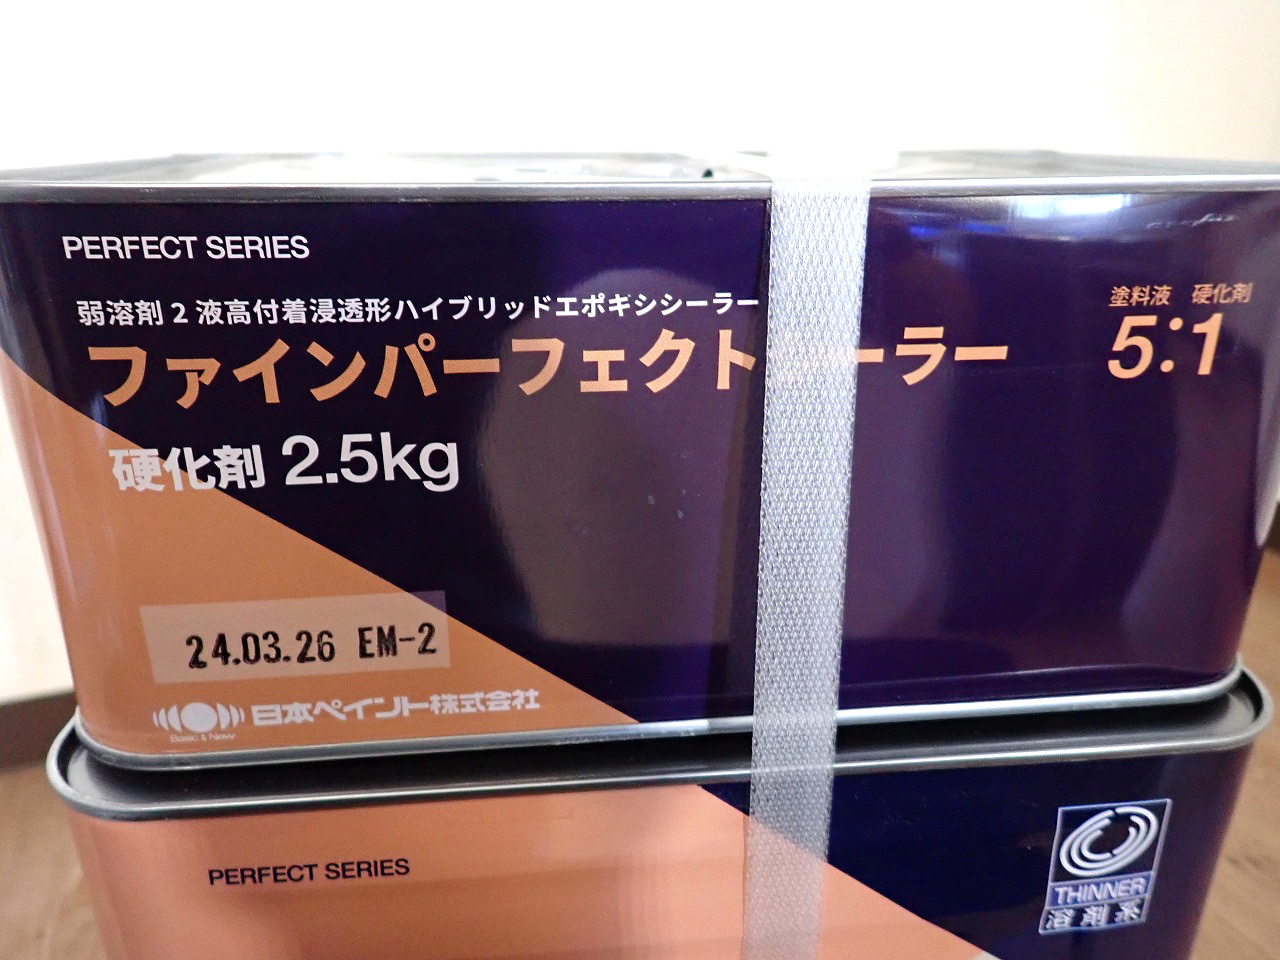 PERFECT SERIES
弱溶剤2液高付着浸透形ハイブリッドエポキシシーラー
ファインパーフェクト ーラー
塗料液 硬化剤
5:1
硬化剤 2.5kg
24.03.26 EM-2
日本ペイント株式会社
Basic & New
PERFECT SERIES
THINNER
溶剤系